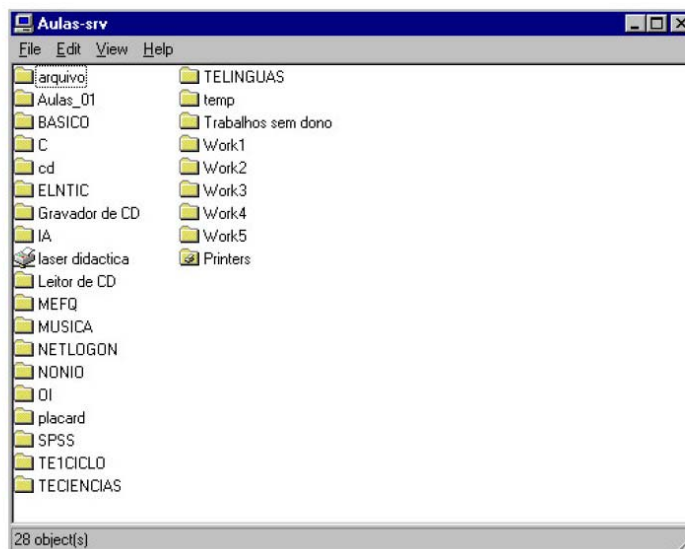 Aulas-srv
File Edit View Help
arquivo
Aulas_01
BASICO
C
cd
ELNTIC
Gravador de CD
IA
laser didactica
Leitor de CD
MEFQ
MUSICA
NETLOGON
NONIO
OI
placard
SPSS
TE1CICLO
TECIENCIAS
TELINGUAS
temp
Trabalhos sem dono
Work1
Work2
Work3
Work4
Work5
Printers
28 object(s)